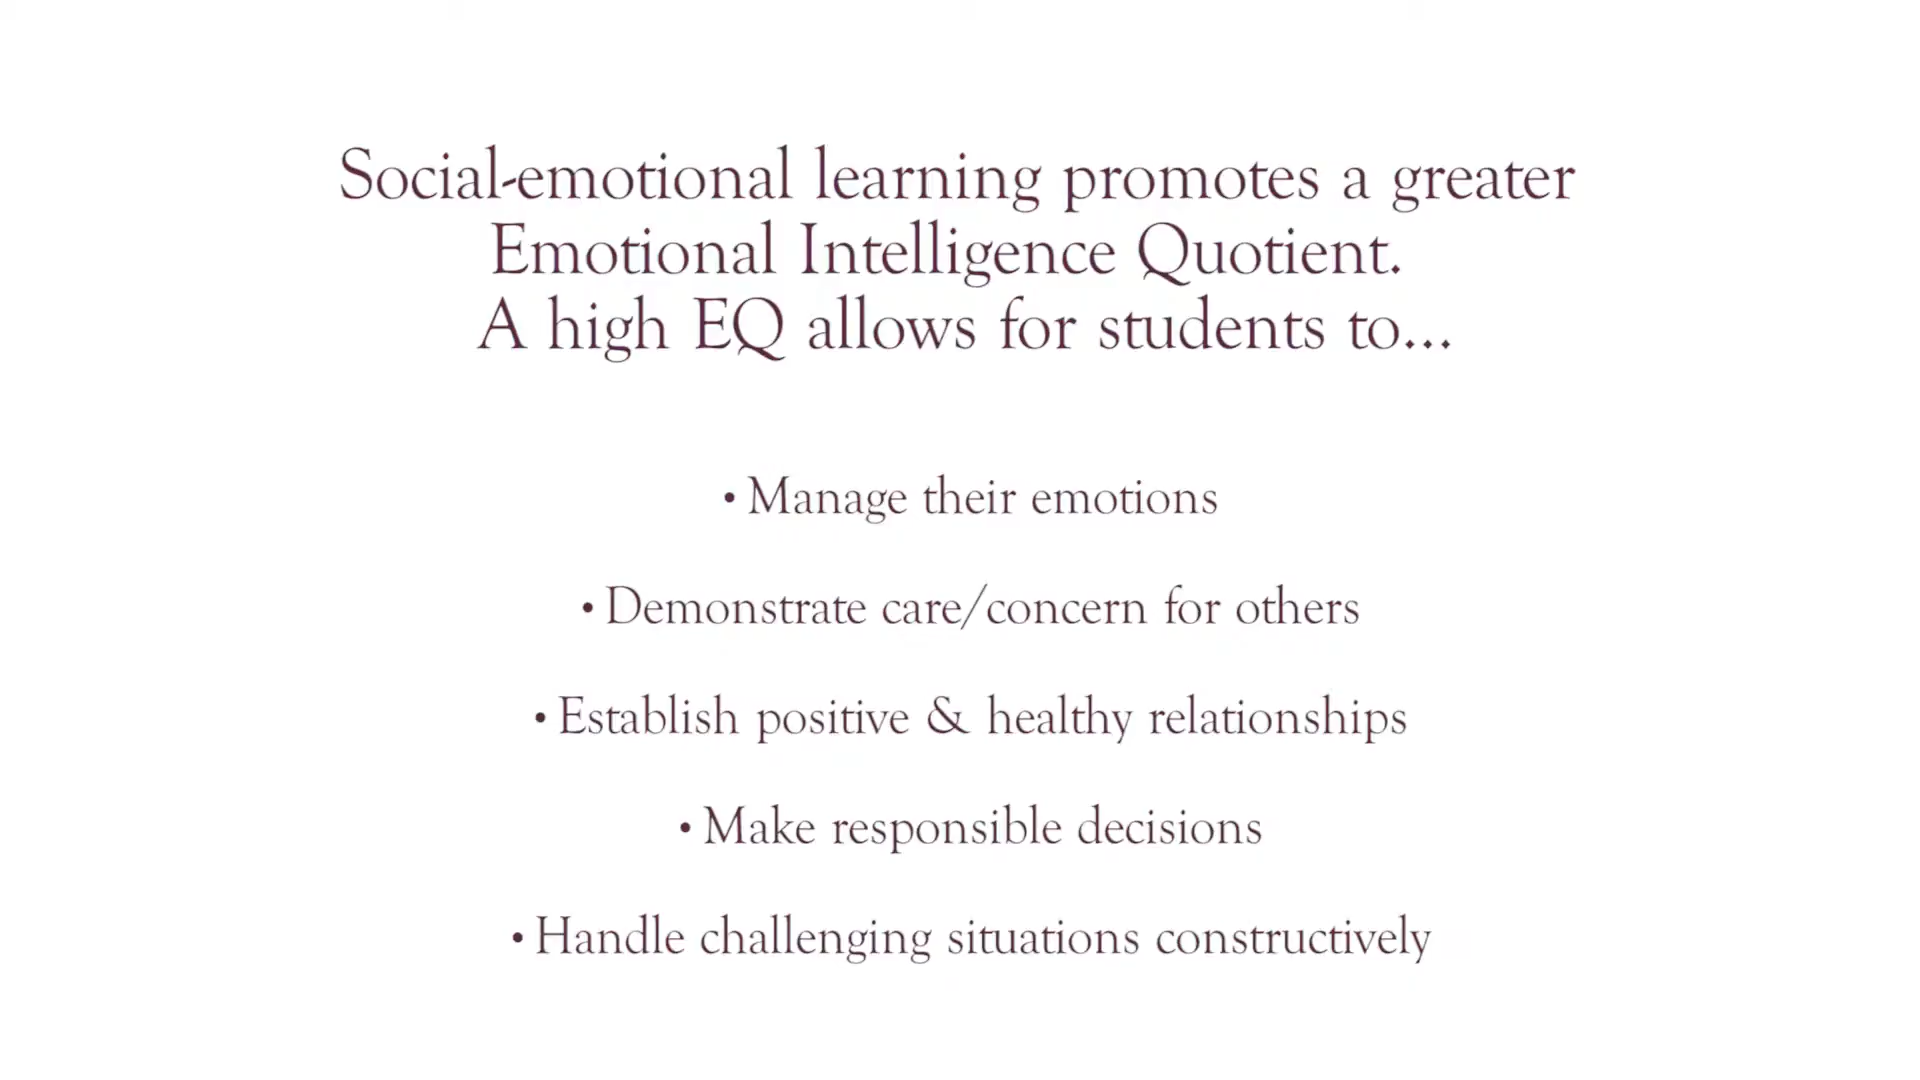 Social-emotional learning promotes a greater
Emotional Intelligence Quotient.
A high EQ allows for students to...
• Manage their emotions
• Demonstrate care/concern for others
• Establish positive & healthy relationships
• Make responsible decisions
• Handle challenging situations constructively